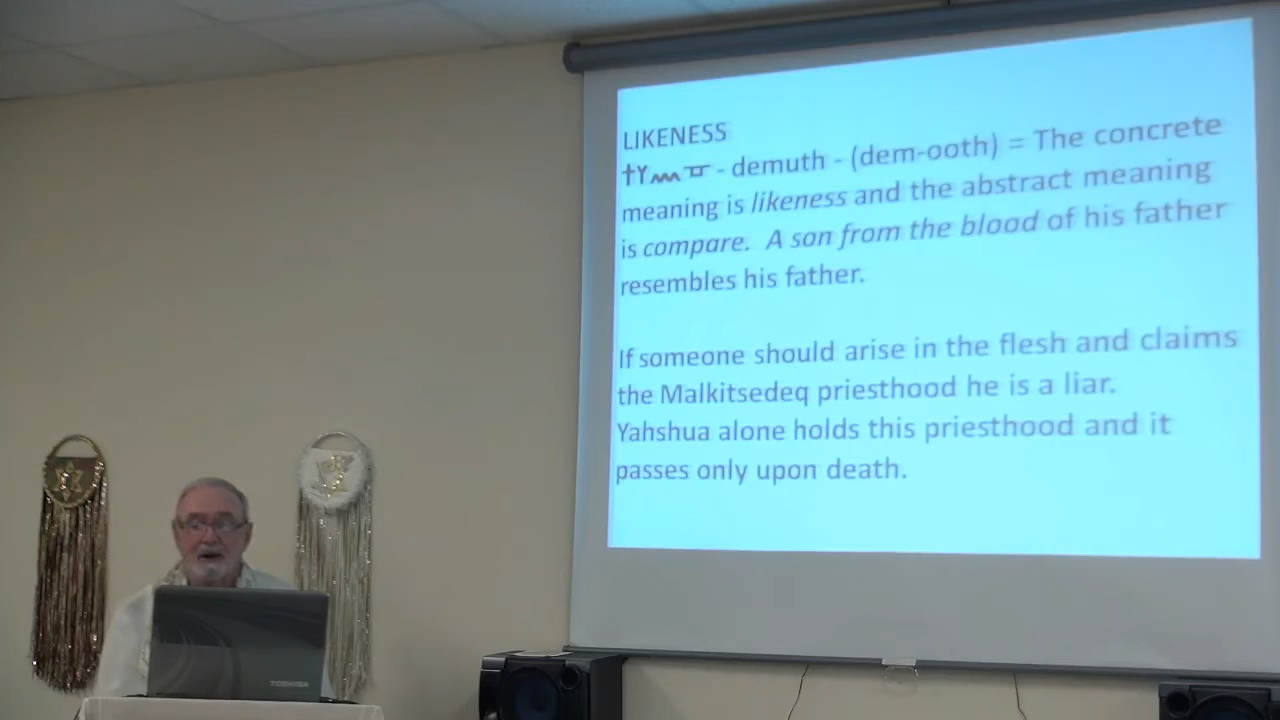 LIKENESS
𐤕𐤅𐤌𐤃 - demuth - (dem-ooth) = The concrete
meaning is likeness and the abstract meaning
is compare. A son from the blood of his father
resembles his father.
If someone should arise in the flesh and claims
the Malkitsedeq priesthood he is a liar.
Yahshua alone holds this priesthood and it
passes only upon death.
TOSHIBA